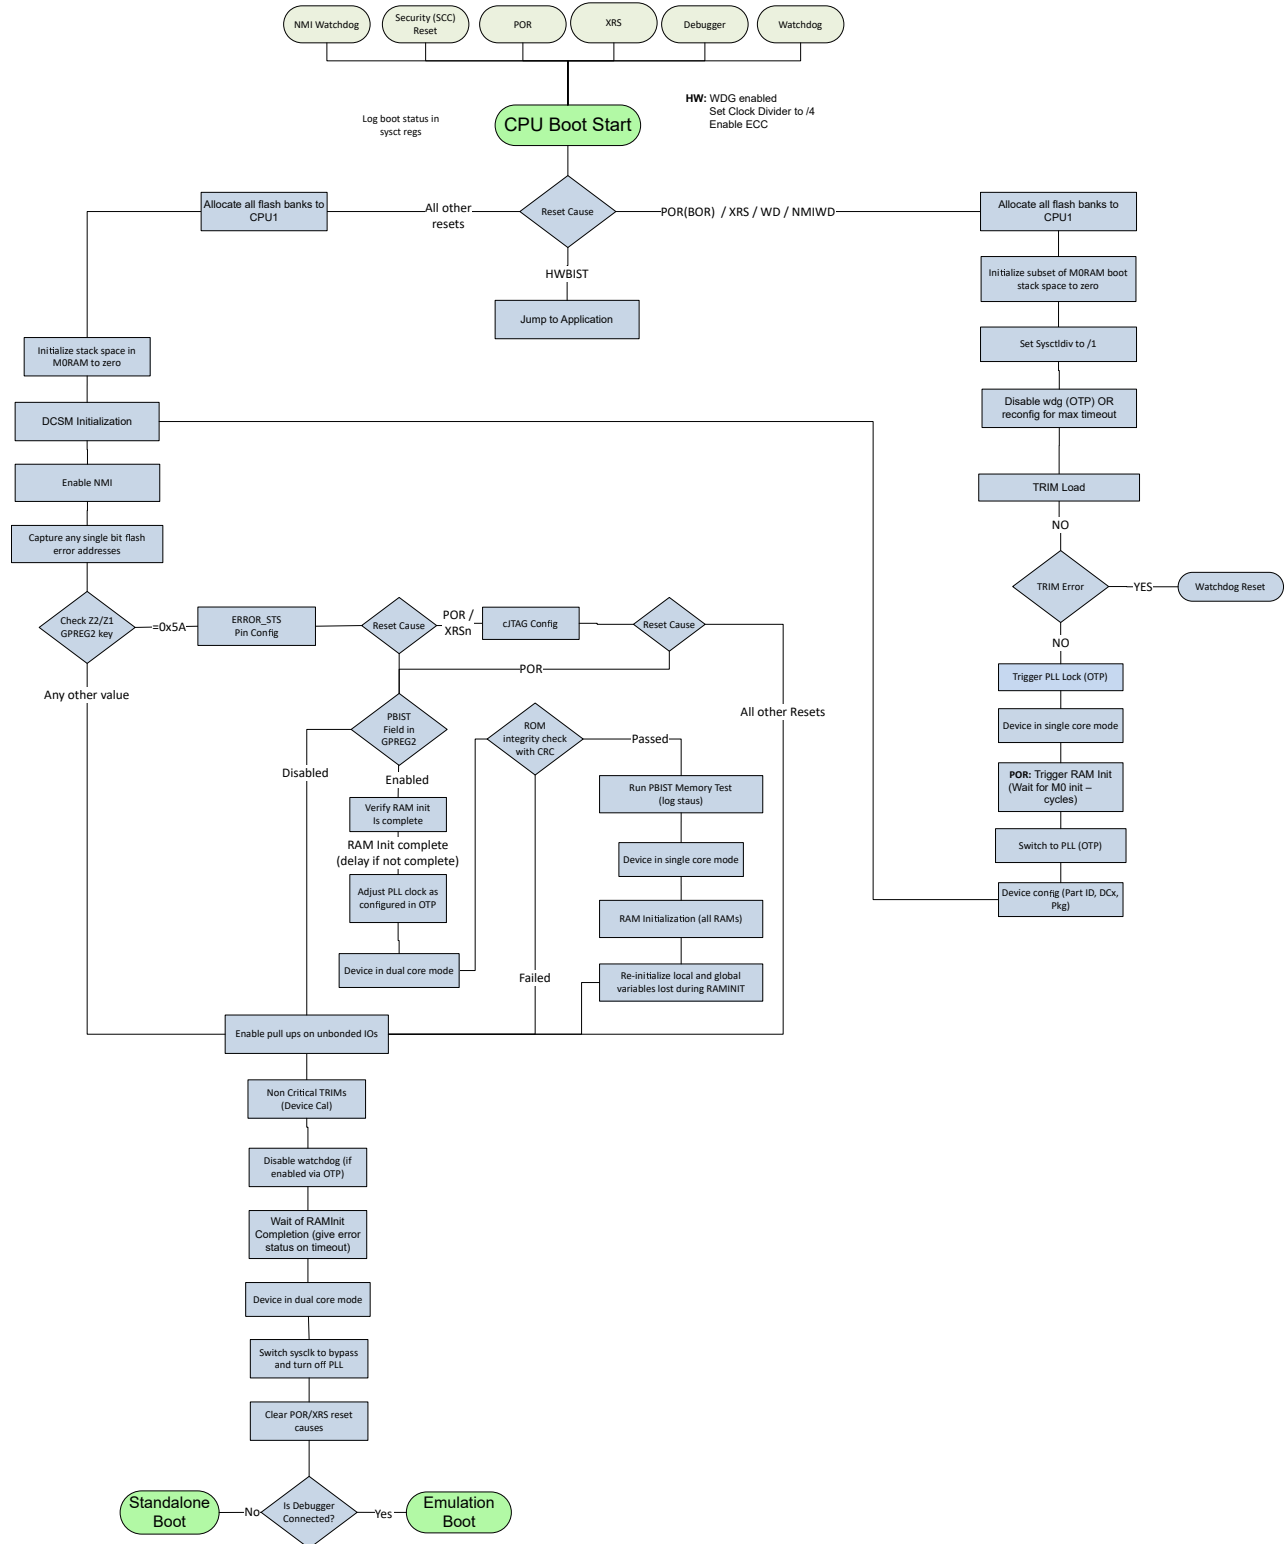 NMI Watchdog
Security (SCC)
Reset
POR
XRS
Debugger
Watchdog
Log boot status in
sysct regs
CPU Boot Start
HW: WDG enabled
Set Clock Divider to /4
Enable ECC
Allocate all flash banks to
CPU1
All other
resets
Reset Cause
POR(BOR) / XRS / WD / NMIWD
Allocate all flash banks to
CPU1
HWBIST
Jump to Application
Initialize subset of M0RAM boot
stack space to zero
Set Sysctldiv to /1
Disable wdg (OTP) OR
reconfig for max timeout
TRIM Load
NO
TRIM Error
YES
Watchdog Reset
NO
Trigger PLL Lock (OTP)
Device in single core mode
POR: Trigger RAM Init
(Wait for M0 init –
cycles)
Switch to PLL (OTP)
Device config (Part ID, DCx,
Pkg)
Initialize stack space in
M0RAM to zero
DCSM Initialization
Enable NMI
Capture any single bit flash
error addresses
Check Z2/Z1
GPREG2 key
=0x5A
ERROR_STS
Pin Config
Reset Cause
POR /
XRSn
cJTAG Config
Reset Cause
POR
Any other value
All other Resets
PBIST
Field in
GPREG2
Disabled
Enabled
Verify RAM init
Is complete
RAM Init complete
(delay if not complete)
Adjust PLL clock as
configured in OTP
Device in dual core mode
ROM
integrity check
with CRC
Passed
Failed
Run PBIST Memory Test
(log staus)
Device in single core mode
RAM Initialization (all RAMs)
Re-initialize local and global
variables lost during RAMINIT
Enable pull ups on unbonded IOs
Non Critical TRIMs
(Device Cal)
Disable watchdog (if
enabled via OTP)
Wait of RAMInit
Completion (give error
status on timeout)
Device in dual core mode
Switch sysclk to bypass
and turn off PLL
Clear POR/XRS reset
causes
Standalone
Boot
No
Is Debugger
Connected?
Yes
Emulation
Boot